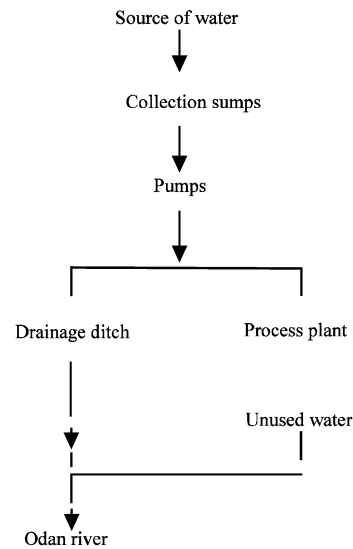 Source of water
Collection sumps
Pumps
Drainage ditch
Process plant
Unused water
Odan river